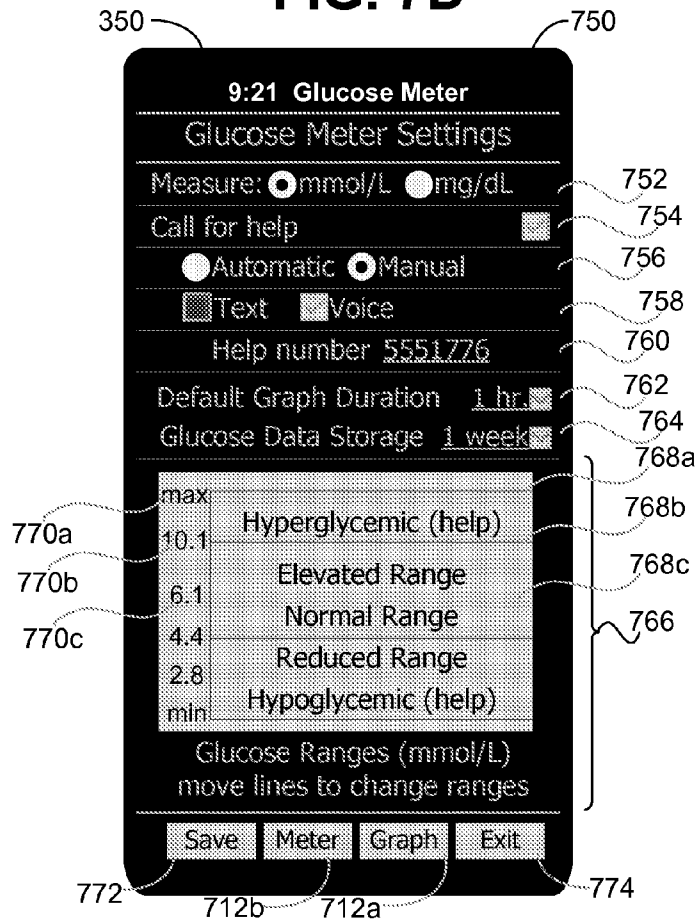 FIG. 7B
350
750
9:21 Glucose Meter
Glucose Meter Settings
Measure: mmol/L mg/dL
752
Call for help
754
Automatic Manual
756
Text Voice
758
Help number 5551776
760
Default Graph Duration 1 hr.
762
Glucose Data Storage 1 week
764
768a
max
770a
Hyperglycemic (help)
768b
10.1
770b
Elevated Range
768c
6.1
770c
Normal Range
766
4.4
Reduced Range
2.8
Hypoglycemic (help)
min
Glucose Ranges (mmol/L)
move lines to change ranges
Save Meter Graph Exit
772
712b
712a
774